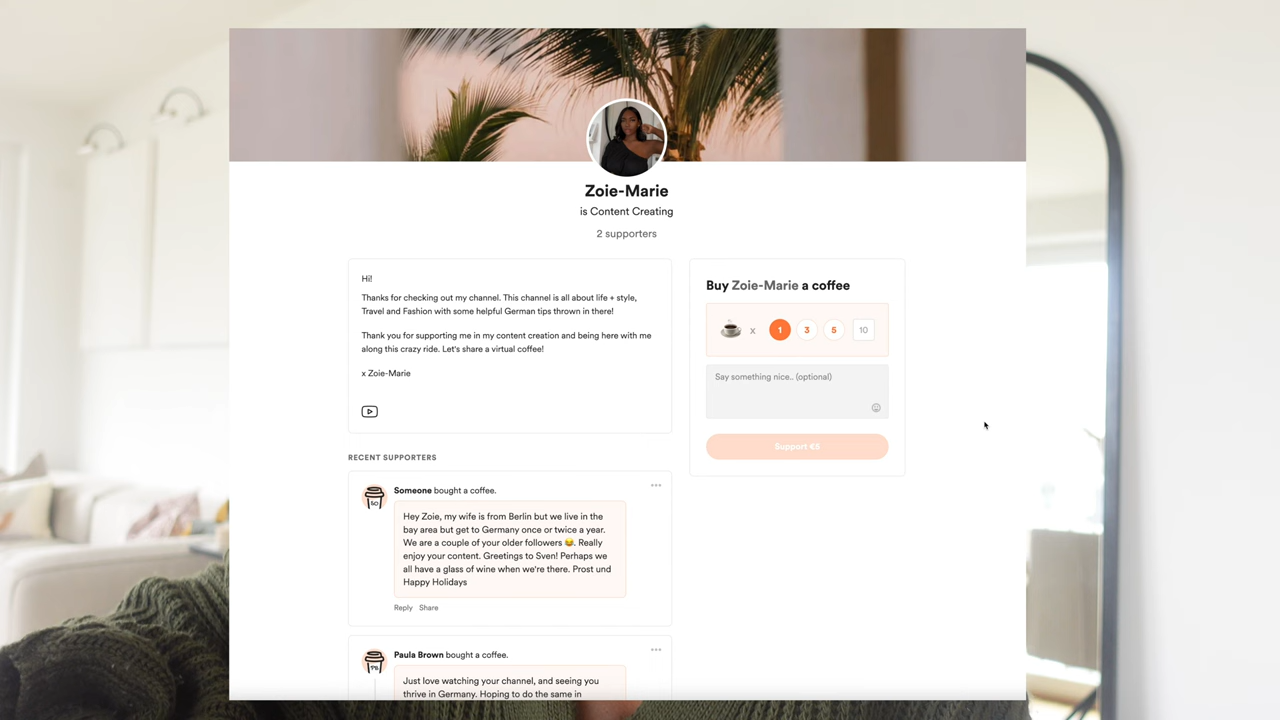 Zoie-Marie
is Content Creating
2 supporters
Hi!
Thanks for checking out my channel. This channel is all about life + style,
Travel and Fashion with some helpful German tips thrown in there!
Thank you for supporting me in my content creation and being here with me
along this crazy ride. Let's share a virtual coffee!
x Zoie-Marie
Buy Zoie-Marie a coffee
x 1 3 5 10
Say something nice.. (optional)
Support €5
RECENT SUPPORTERS
Someone bought a coffee.
Hey Zoie, my wife is from Berlin but we live in the
bay area but get to Germany once or twice a year.
We are a couple of your older followers 😂. Really
enjoy your content. Greetings to Sven! Perhaps we
all have a glass of wine when we're there. Prost und
Happy Holidays
Reply Share
Paula Brown bought a coffee.
Just love watching your channel, and seeing you
thrive in Germany. Hoping to do the same in